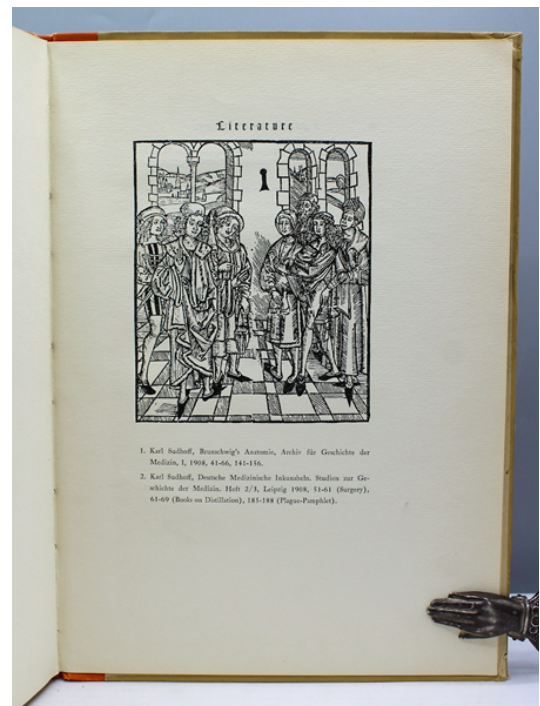 Literature
1
1. Karl Sudhoff, Brunschwig's Anatomie, Archiv für Geschichte der
Medizin, I, 1908, 41-66, 141-156.
2. Karl Sudhoff, Deutsche Medizinische Inkunabeln. Studien zur Ge-
schichte der Medizin. Heft 2/3, Leipzig 1908, 51-61 (Surgery),
61-69 (Books on Distillation), 185-188 (Plague-Pamphlet).